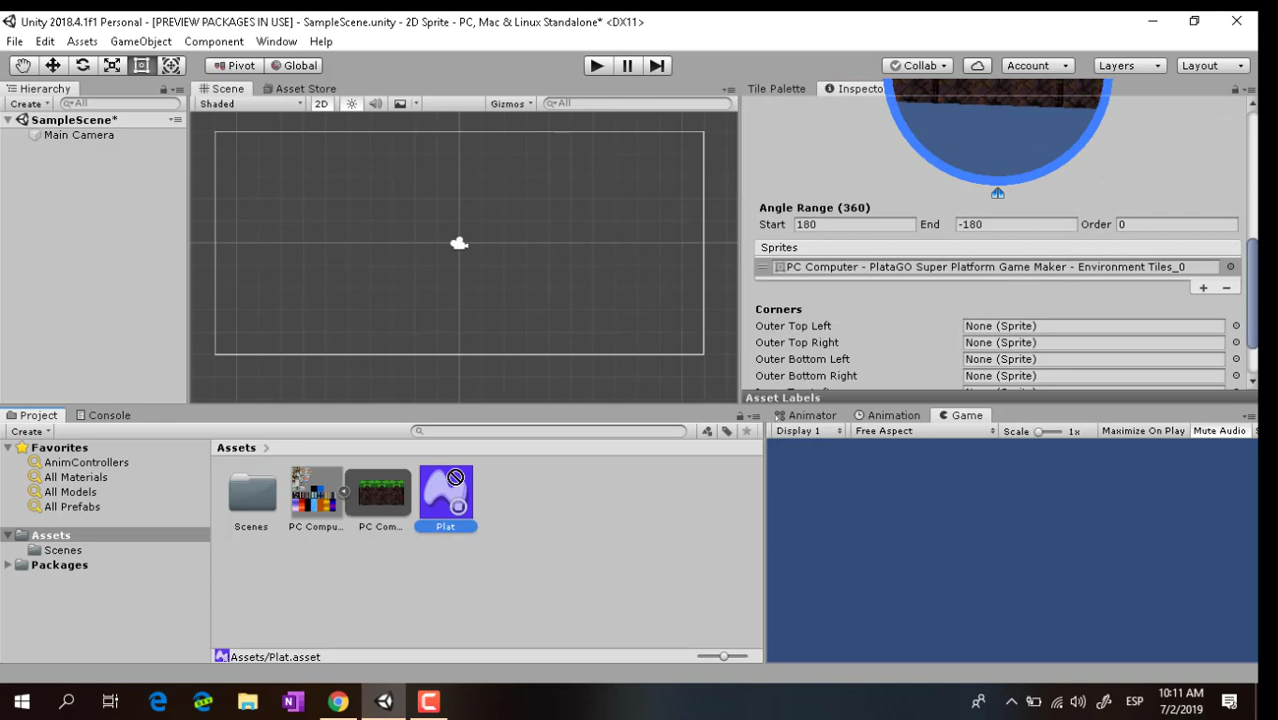 Unity 2018.4.1f1 Personal - [PREVIEW PACKAGES IN USE] - SampleScene.unity - 2D Sprite - PC, Mac & Linux Standalone* <DX11>
File Edit Assets GameObject Component Window Help
Pivot Global Collab Account Layers Layout
Hierarchy Scene Asset Store Tile Palette Inspecto
Create All Shaded 2D Gizmos All
SampleScene*
Main Camera
Angle Range (360)
Start 180 End -180 Order 0
Sprites
PC Computer - PlataGO Super Platform Game Maker - Environment Tiles_0
Corners
Outer Top Left None (Sprite)
Outer Top Right None (Sprite)
Outer Bottom Left None (Sprite)
Outer Bottom Right None (Sprite)
Asset Labels
Project Console Animator Animation Game
Create Display 1 Free Aspect Scale 1x Maximize On Play Mute Audio
Favorites Assets
AnimControllers
All Materials
All Models
All Prefabs
Scenes PC Compu... PC Com... Plat
Assets
Scenes
Packages
Assets/Plat.asset
ESP 10:11 AM
7/2/2019